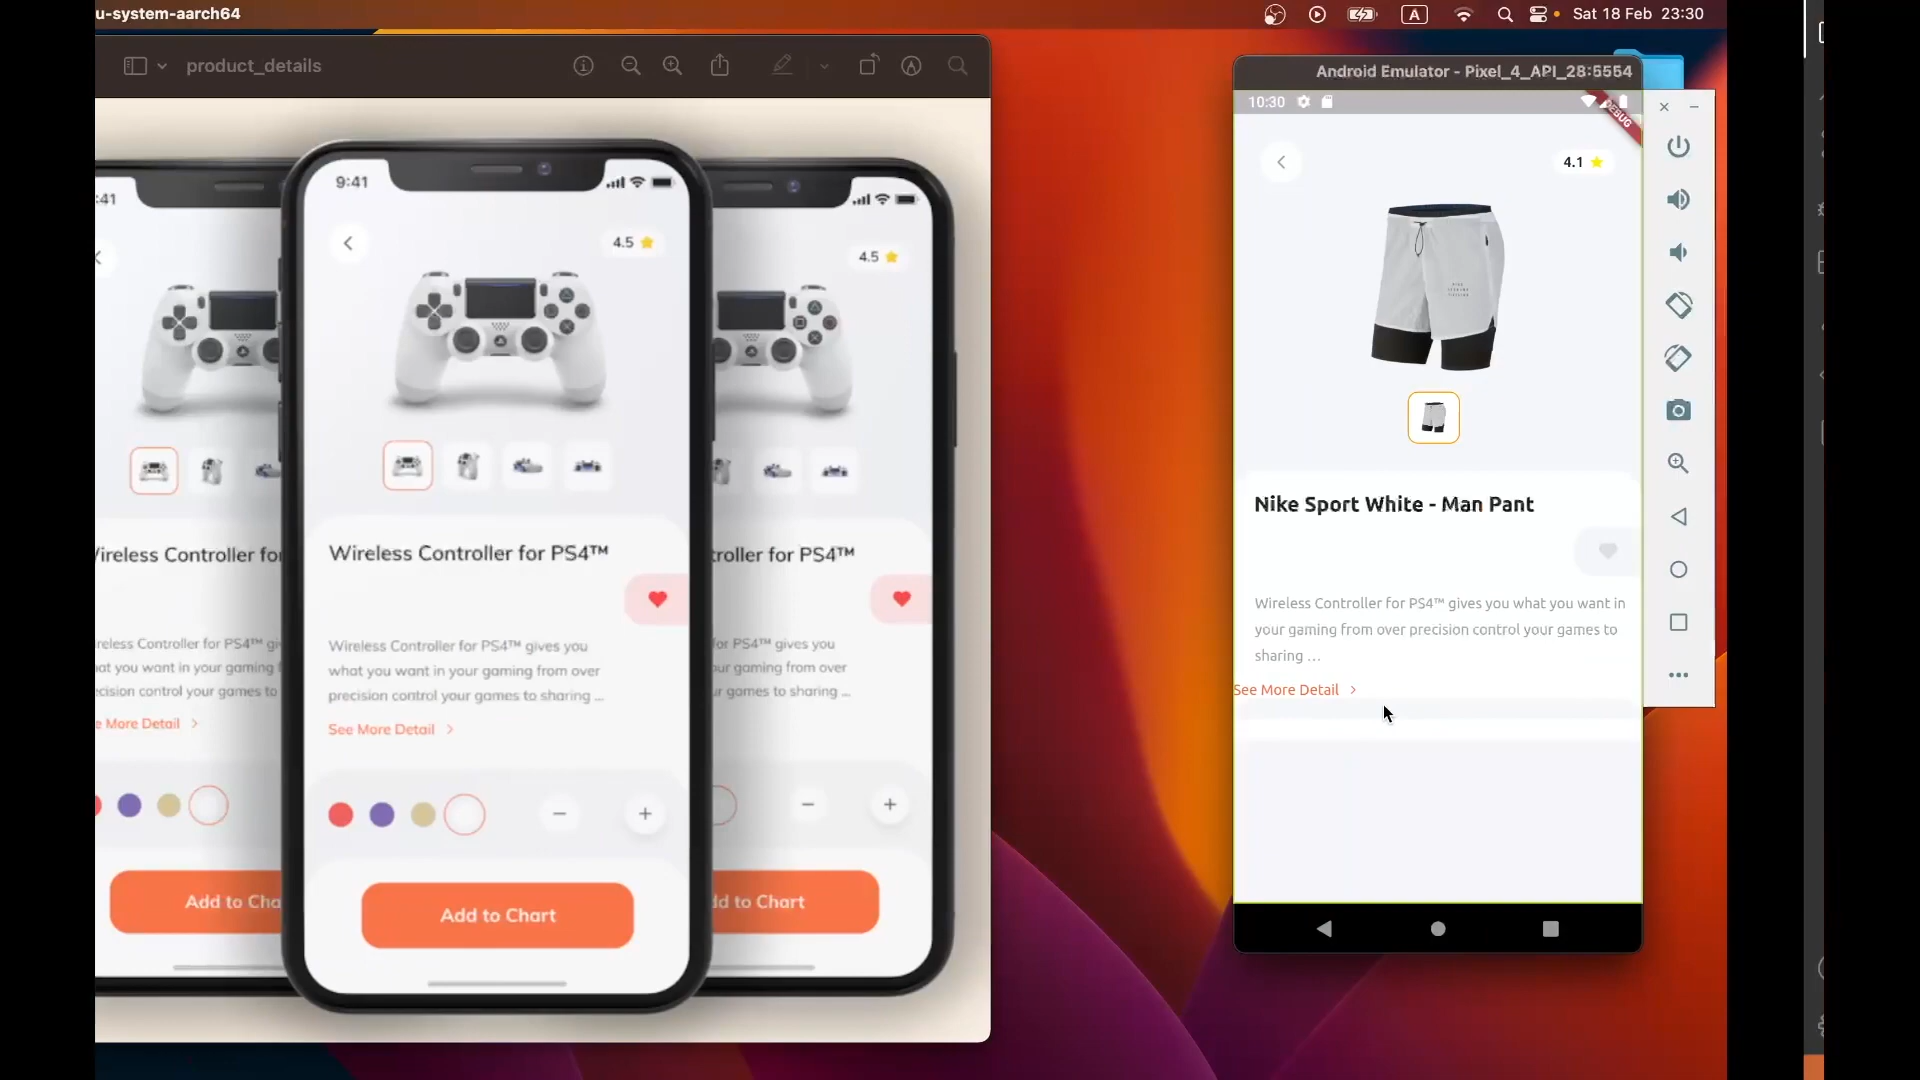 u-system-aarch64
A
Sat 18 Feb 23:30
product_details
:41
4.5
ireless Controller fo
reless Controller for PS4™ gi
at you want in your gaming
cision control your games to
e More Detail >
Add to Cha
9:41
4.5
Wireless Controller for PS4™
Wireless Controller for PS4™ gives you
what you want in your gaming from over
precision control your games to sharing ...
See More Detail >
Add to Chart
troller for PS4™
for PS4™ gives you
ur gaming from over
ur games to sharing ...
dd to Chart
Android Emulator - Pixel_4_API_28:5554
10:30
DEBUG
4.1
Nike Sport White - Man Pant
Wireless Controller for PS4™ gives you what you want in
your gaming from over precision control your games to
sharing ...
See More Detail >